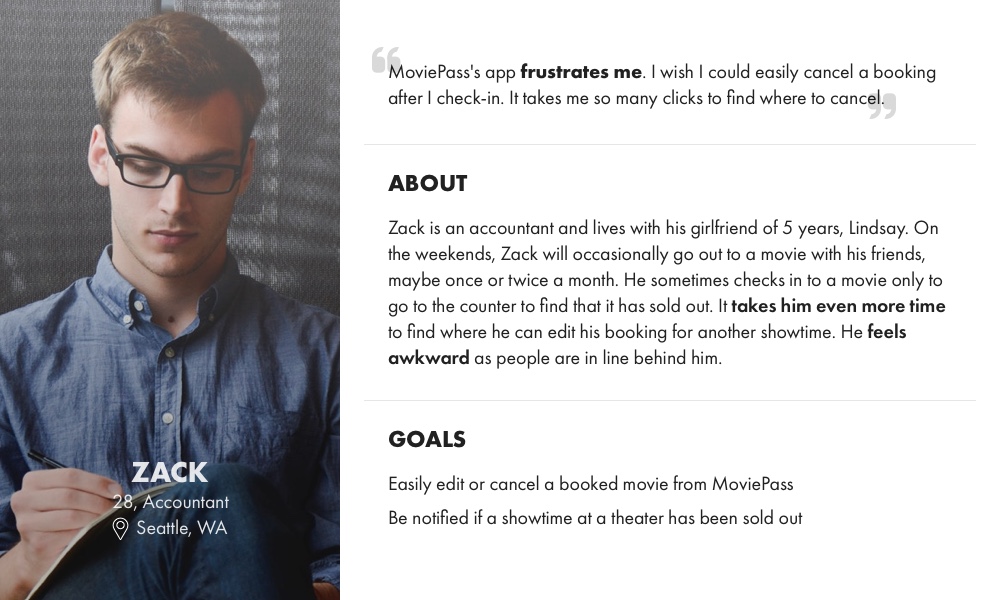 MoviePass's app frustrates me. I wish I could easily cancel a booking
after I check-in. It takes me so many clicks to find where to cancel.
ABOUT
Zack is an accountant and lives with his girlfriend of 5 years, Lindsay. On
the weekends, Zack will occasionally go out to a movie with his friends,
maybe once or twice a month. He sometimes checks in to a movie only to
go to the counter to find that it has sold out. It takes him even more time
to find where he can edit his booking for another showtime. He feels
awkward as people are in line behind him.
GOALS
Easily edit or cancel a booked movie from MoviePass
Be notified if a showtime at a theater has been sold out
ZACK
28, Accountant
Seattle, WA